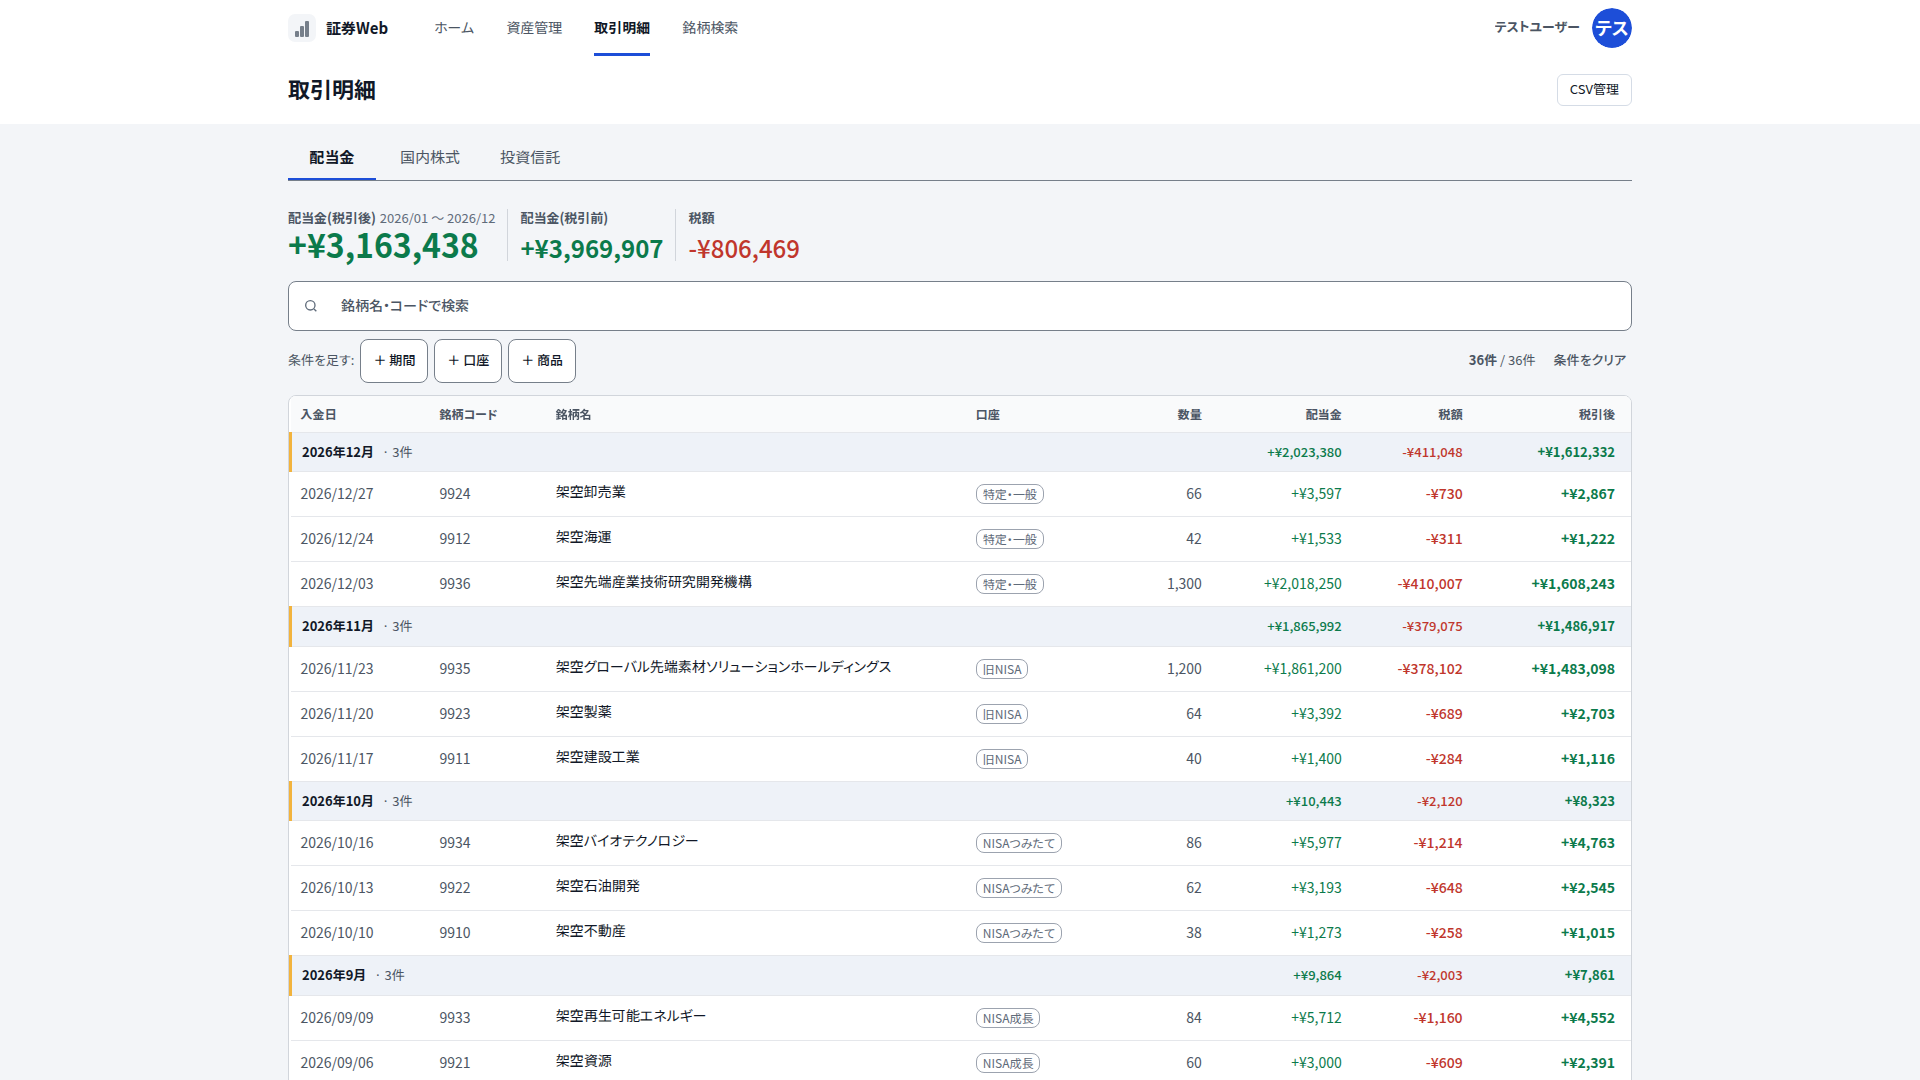 証券Web ホーム 資産管理 取引明細 銘柄検索 テストユーザー テス
取引明細 CSV管理
配当金 国内株式 投資信託
配当金(税引後) 2026/01 〜 2026/12 配当金(税引前) 税額
+¥3,163,438 +¥3,969,907 -¥806,469
銘柄名・コードで検索
条件を足す: ＋期間 ＋口座 ＋商品 36件 / 36件 条件をクリア
入金日 銘柄コード 銘柄名 口座 数量 配当金 税額 税引後
2026年12月 · 3件 +¥2,023,380 -¥411,048 +¥1,612,332
2026/12/27 9924 架空卸売業 特定・一般 66 +¥3,597 -¥730 +¥2,867
2026/12/24 9912 架空海運 特定・一般 42 +¥1,533 -¥311 +¥1,222
2026/12/03 9936 架空先端産業技術研究開発機構 特定・一般 1,300 +¥2,018,250 -¥410,007 +¥1,608,243
2026年11月 · 3件 +¥1,865,992 -¥379,075 +¥1,486,917
2026/11/23 9935 架空グローバル先端素材ソリューションホールディングス 旧NISA 1,200 +¥1,861,200 -¥378,102 +¥1,483,098
2026/11/20 9923 架空製薬 旧NISA 64 +¥3,392 -¥689 +¥2,703
2026/11/17 9911 架空建設工業 旧NISA 40 +¥1,400 -¥284 +¥1,116
2026年10月 · 3件 +¥10,443 -¥2,120 +¥8,323
2026/10/16 9934 架空バイオテクノロジー NISAつみたて 86 +¥5,977 -¥1,214 +¥4,763
2026/10/13 9922 架空石油開発 NISAつみたて 62 +¥3,193 -¥648 +¥2,545
2026/10/10 9910 架空不動産 NISAつみたて 38 +¥1,273 -¥258 +¥1,015
2026年9月 · 3件 +¥9,864 -¥2,003 +¥7,861
2026/09/09 9933 架空再生可能エネルギー NISA成長 84 +¥5,712 -¥1,160 +¥4,552
2026/09/06 9921 架空資源 NISA成長 60 +¥3,000 -¥609 +¥2,391